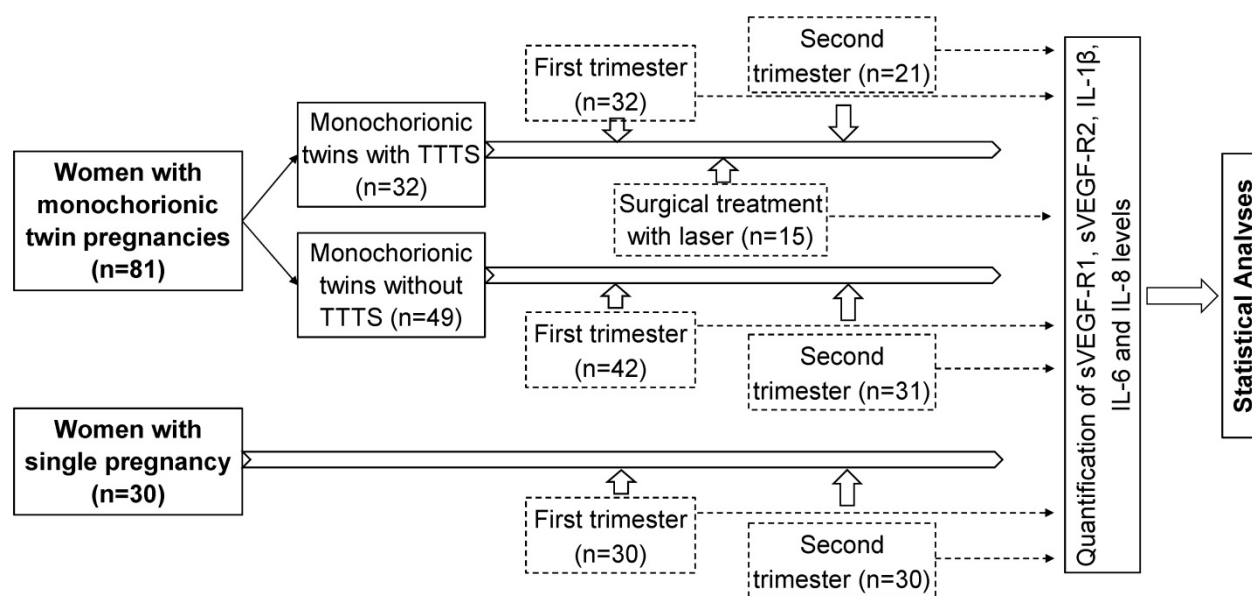 Women with
monochorionic
twin pregnancies
(n=81)
Monochorionic
twins with TTTS
(n=32)
Monochorionic
twins without
TTTS (n=49)
First trimester
(n=32)
Second
trimester (n=21)
Surgical treatment
with laser (n=15)
First trimester
(n=42)
Second
trimester (n=31)
Women with
single pregnancy
(n=30)
First trimester
(n=30)
Second
trimester (n=30)
Quantification of sVEGF-R1, sVEGF-R2, IL-1β,
IL-6 and IL-8 levels
Statistical Analyses